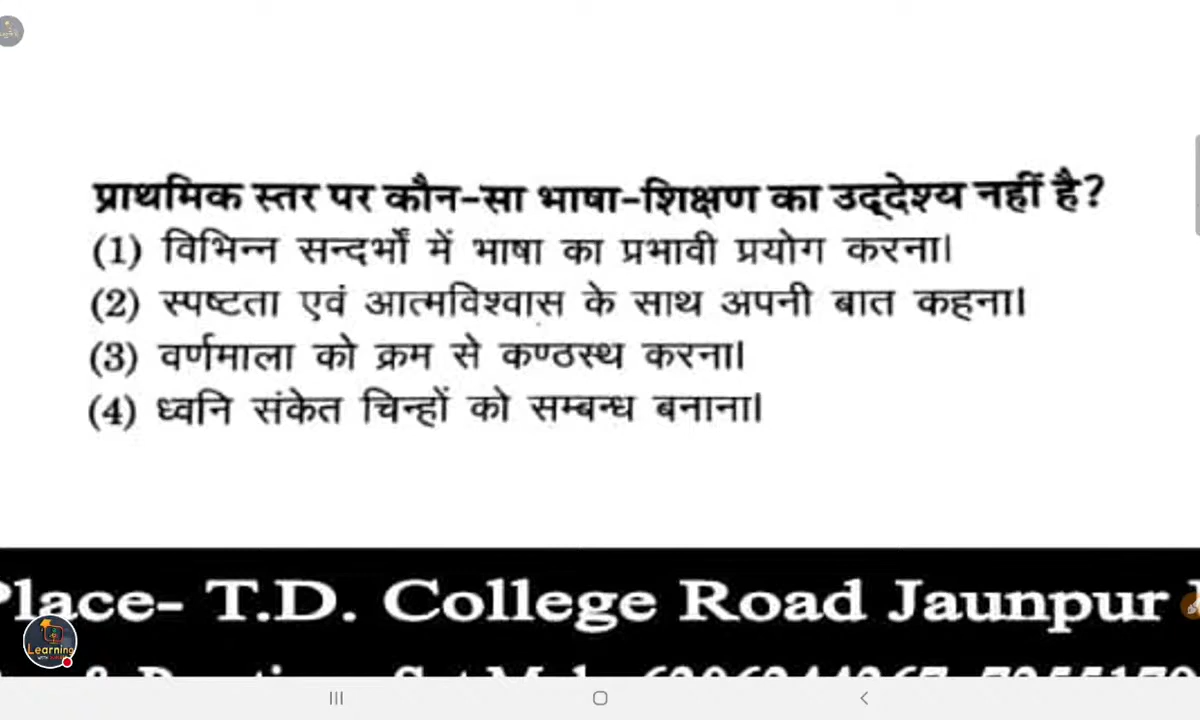 प्राथमिक स्तर पर कौन-सा भाषा-शिक्षण का उद्देश्य नहीं है?
(1) विभिन्न सन्दर्भों में भाषा का प्रभावी प्रयोग करना।
(2) स्पष्टता एवं आत्मविश्वास के साथ अपनी बात कहना।
(3) वर्णमाला को क्रम से कण्ठस्थ करना।
(4) ध्वनि संकेत चिन्हों को सम्बन्ध बनाना।
Place- T.D. College Road Jaunpur
Learning